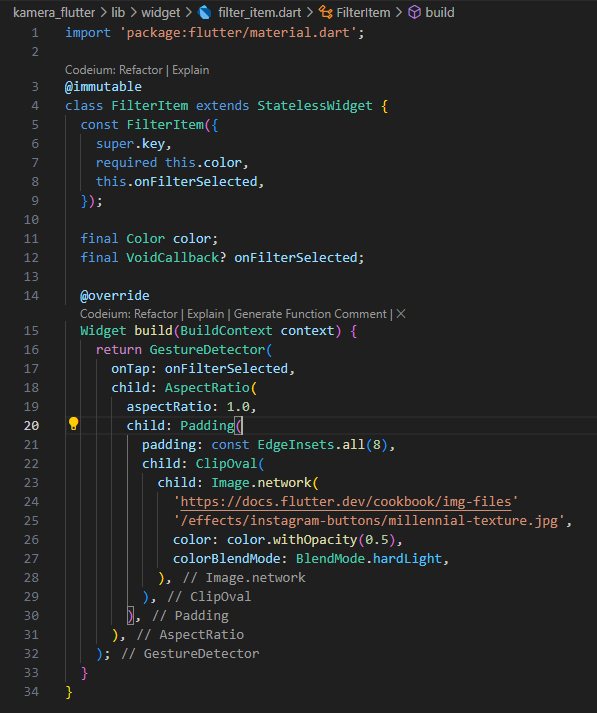 kamera_flutter > lib > widget > filter_item.dart > FilterItem > build
1 import 'package:flutter/material.dart';
2
Codeium: Refactor | Explain
3 @immutable
4 class FilterItem extends StatelessWidget {
5   const FilterItem({
6     super.key,
7     required this.color,
8     this.onFilterSelected,
9   });
10
11   final Color color;
12   final VoidCallback? onFilterSelected;
13
14   @override
Codeium: Refactor | Explain | Generate Function Comment | ×
15   Widget build(BuildContext context) {
16     return GestureDetector(
17       onTap: onFilterSelected,
18       child: AspectRatio(
19         aspectRatio: 1.0,
20         child: Padding(
21           padding: const EdgeInsets.all(8),
22           child: ClipOval(
23             child: Image.network(
24               'https://docs.flutter.dev/cookbook/img-files'
25               '/effects/instagram-buttons/millennial-texture.jpg',
26               color: color.withOpacity(0.5),
27               colorBlendMode: BlendMode.hardLight,
28             ), // Image.network
29           ), // ClipOval
30         ), // Padding
31       ), // AspectRatio
32     ); // GestureDetector
33   }
34 }